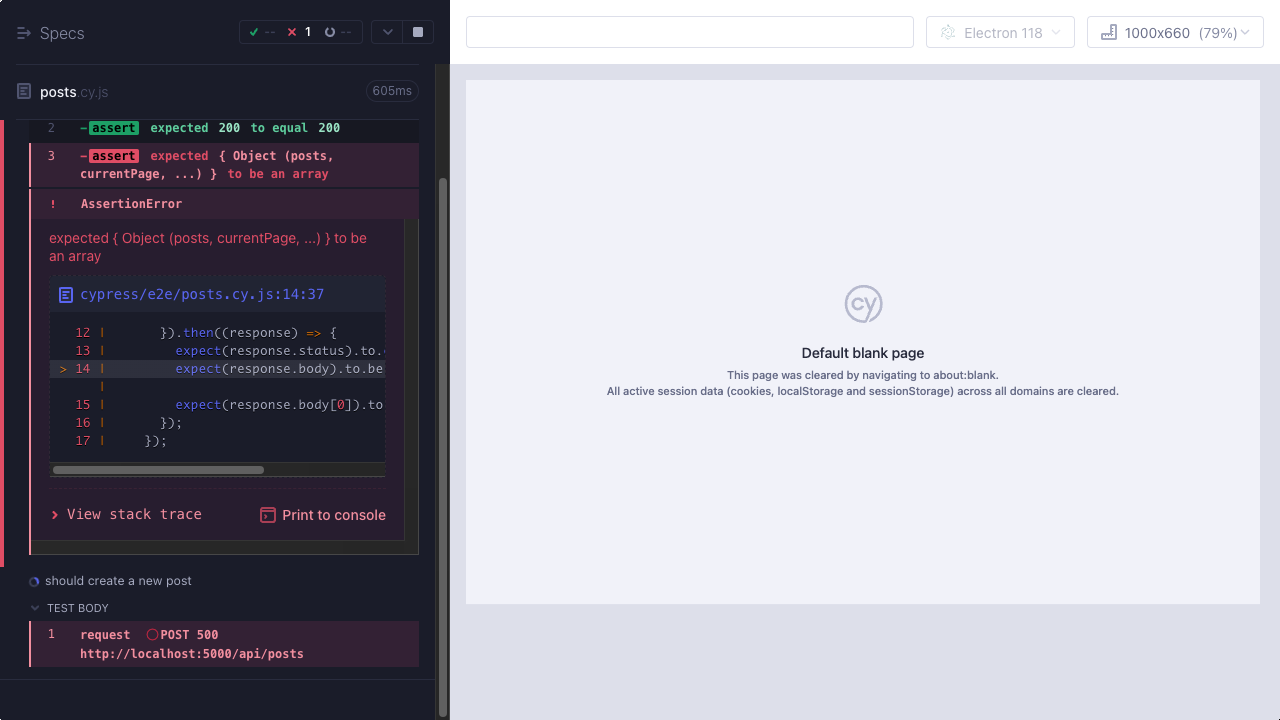 Specs
-- 1 --
Electron 118
1000x660 (79%)
posts.cy.js
605ms
2 -assert expected 200 to equal 200
3 -assert expected { Object (posts,
currentPage, ...) } to be an array
! AssertionError
expected { Object (posts, currentPage, ...) } to be
an array
cypress/e2e/posts.cy.js:14:37
12 | }).then((response) => {
13 | expect(response.status).to.
> 14 | expect(response.body).to.be
|
15 | expect(response.body[0]).to
16 | });
17 | });
View stack trace
Print to console
should create a new post
TEST BODY
1 request POST 500
http://localhost:5000/api/posts
cy
Default blank page
This page was cleared by navigating to about:blank.
All active session data (cookies, localStorage and sessionStorage) across all domains are cleared.